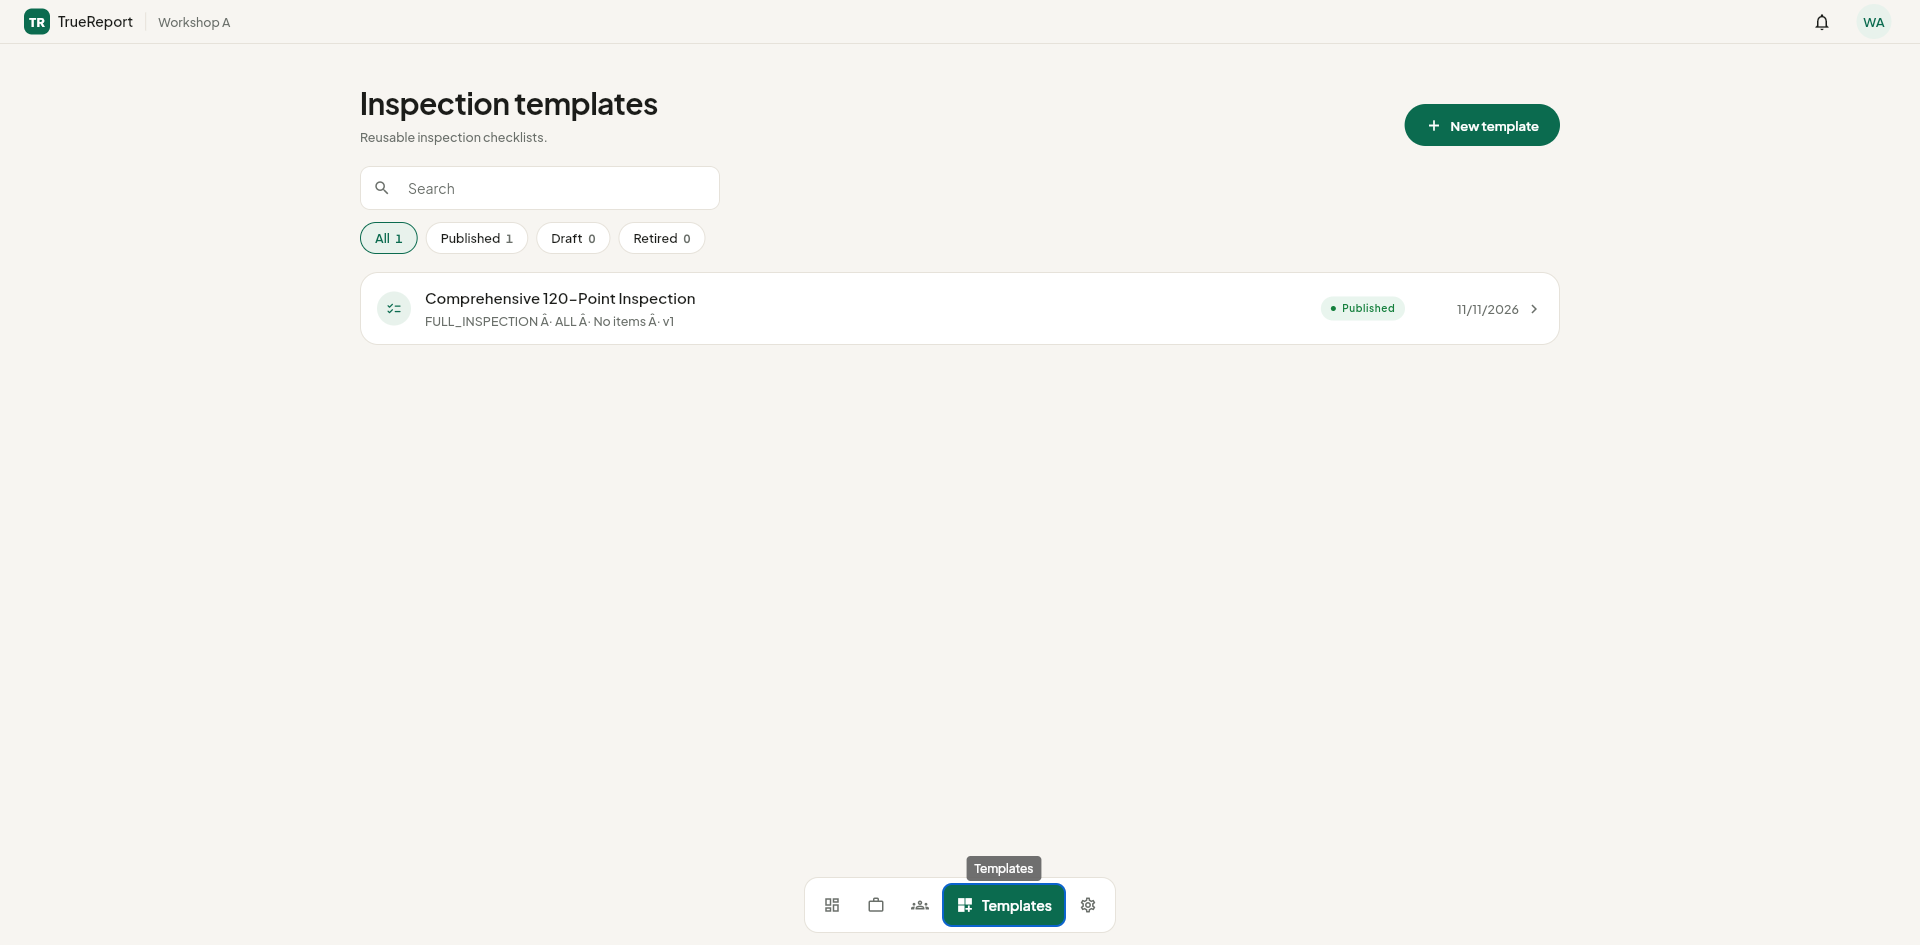 TR TrueReport Workshop A WA
Inspection templates
Reusable inspection checklists.
+ New template
Search
All 1 Published 1 Draft 0 Retired 0
Comprehensive 120-Point Inspection
FULL_INSPECTION Â· ALL Â· No items Â· v1
Published 11/11/2026
Templates
Templates